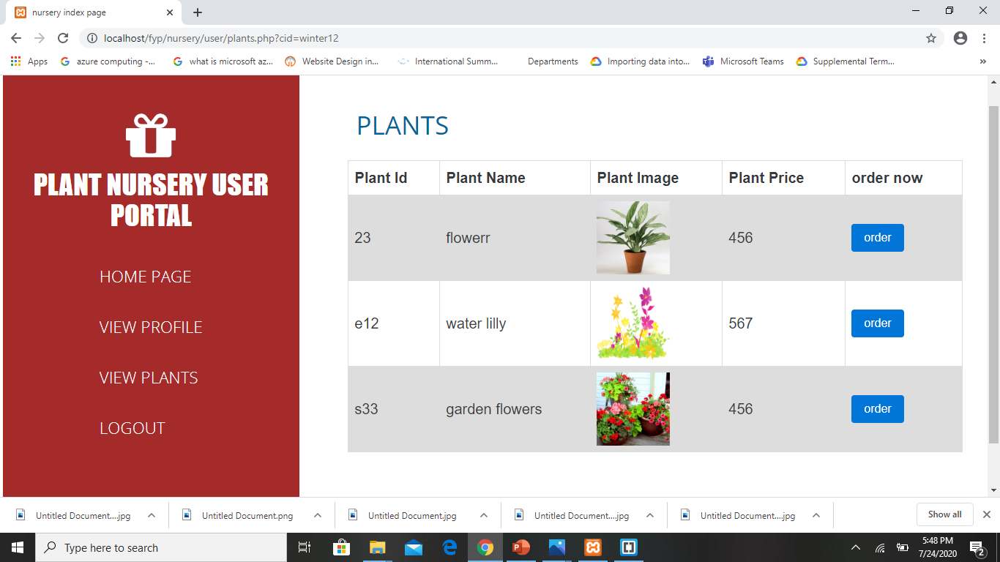 nursery index page
localhost/fyp/nursery/user/plants.php?cid=winter12
Apps azure computing -... what is microsoft az... Website Design in... International Summ... Departments Importing data into... Microsoft Teams Supplemental Term... »
PLANT NURSERY USER
PORTAL
HOME PAGE
VIEW PROFILE
VIEW PLANTS
LOGOUT
PLANTS
Plant Id Plant Name Plant Image Plant Price order now
23 flowerr 456 order
e12 water lilly 567 order
s33 garden flowers 456 order
Untitled Document....jpg Untitled Document.png Untitled Document.jpg Untitled Document....jpg Untitled Document....jpg Show all
Type here to search
5:48 PM
7/24/2020
2